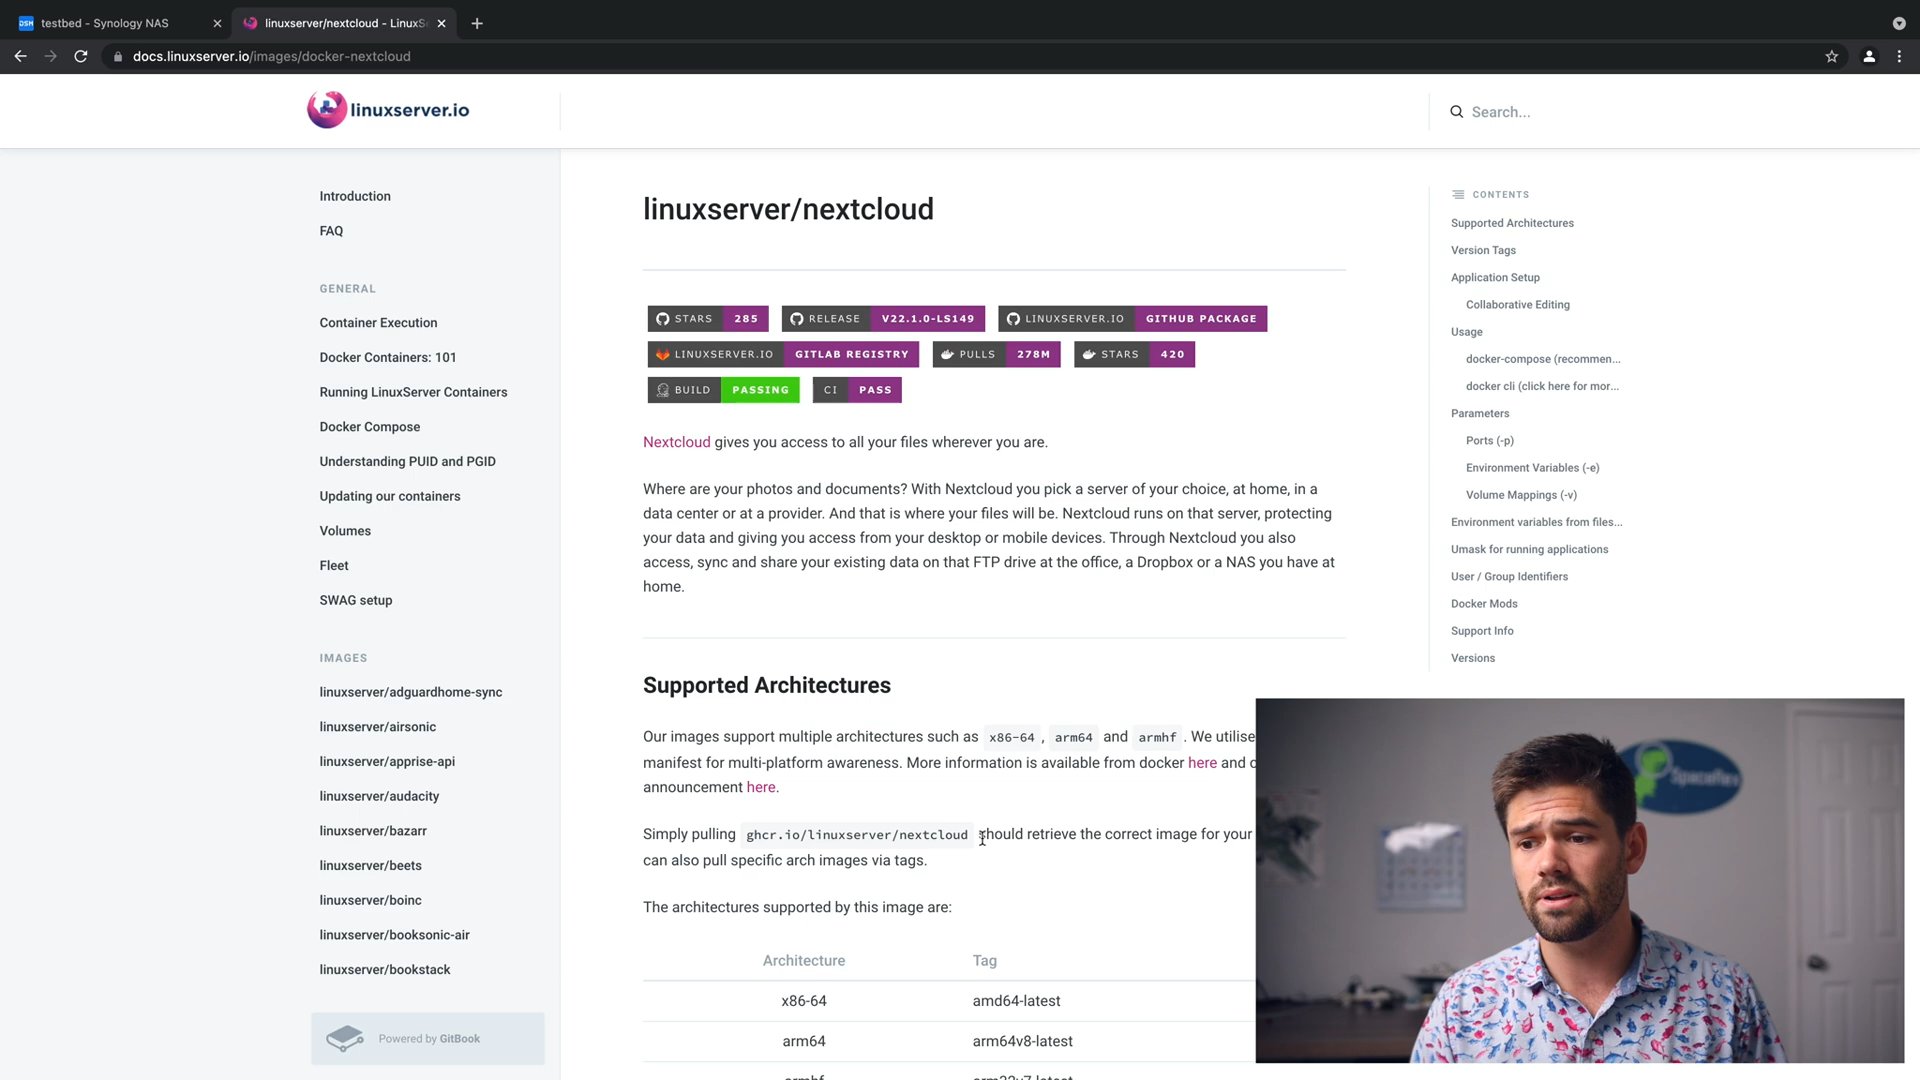 testbed - Synology NAS
linuxserver/nextcloud - LinuxS
docs.linuxserver.io/images/docker-nextcloud
linuxserver.io
Search...
Introduction
FAQ
GENERAL
Container Execution
Docker Containers: 101
Running LinuxServer Containers
Docker Compose
Understanding PUID and PGID
Updating our containers
Volumes
Fleet
SWAG setup
IMAGES
linuxserver/adguardhome-sync
linuxserver/airsonic
linuxserver/apprise-api
linuxserver/audacity
linuxserver/bazarr
linuxserver/beets
linuxserver/boinc
linuxserver/booksonic-air
linuxserver/bookstack
Powered by GitBook
linuxserver/nextcloud
STARS 285 RELEASE V22.1.0-LS149 LINUXSERVER.IO GITHUB PACKAGE
LINUXSERVER.IO GITLAB REGISTRY PULLS 278M STARS 420
BUILD PASSING CI PASS
Nextcloud gives you access to all your files wherever you are.
Where are your photos and documents? With Nextcloud you pick a server of your choice, at home, in a
data center or at a provider. And that is where your files will be. Nextcloud runs on that server, protecting
your data and giving you access from your desktop or mobile devices. Through Nextcloud you also
access, sync and share your existing data on that FTP drive at the office, a Dropbox or a NAS you have at
home.
Supported Architectures
Our images support multiple architectures such as x86-64 , arm64 and armhf . We utilise
manifest for multi-platform awareness. More information is available from docker here and
announcement here.
Simply pulling ghcr.io/linuxserver/nextcloud should retrieve the correct image for your
can also pull specific arch images via tags.
The architectures supported by this image are:
Architecture Tag
x86-64 amd64-latest
arm64 arm64v8-latest
armhf arm32v7-latest
CONTENTS
Supported Architectures
Version Tags
Application Setup
Collaborative Editing
Usage
docker-compose (recommen...
docker cli (click here for mor...
Parameters
Ports (-p)
Environment Variables (-e)
Volume Mappings (-v)
Environment variables from files...
Umask for running applications
User / Group Identifiers
Docker Mods
Support Info
Versions
SpaceRex